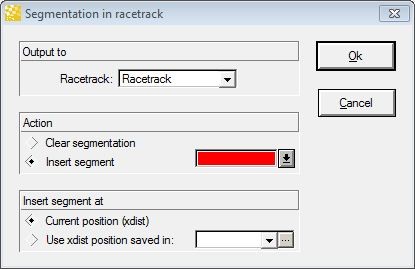 Segmentation in racetrack
Output to
Racetrack: Racetrack
Ok
Cancel
Action
Clear segmentation
Insert segment
Insert segment at
Current position (xdist)
Use xdist position saved in: ...